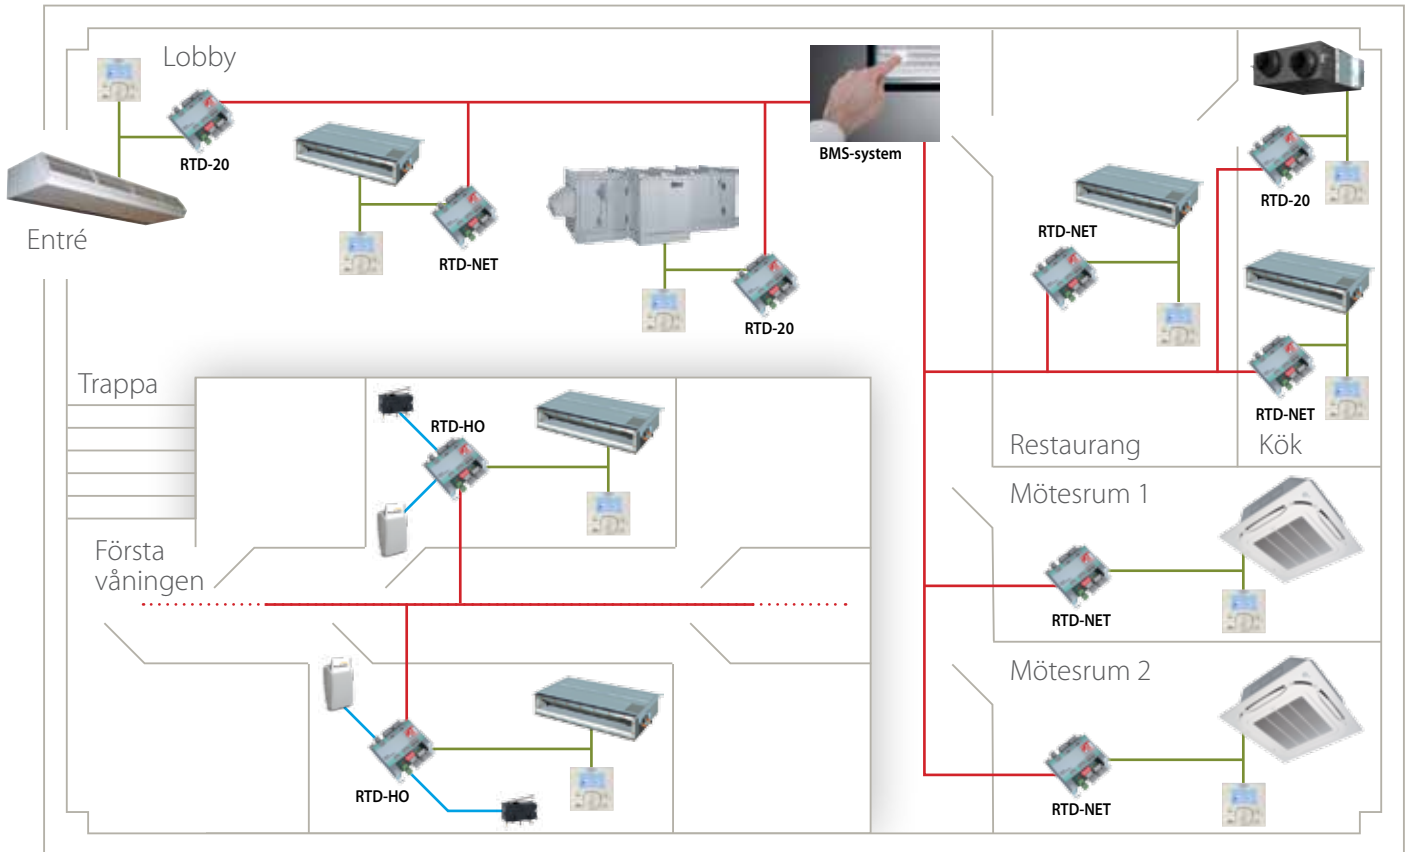 Lobby
RTD-20
Entré
RTD-NET
RTD-20
BMS-system
RTD-NET
RTD-20
RTD-NET
Restaurang
Kök
Trappa
RTD-HO
Första
våningen
RTD-HO
Mötesrum 1
RTD-NET
Mötesrum 2
RTD-NET